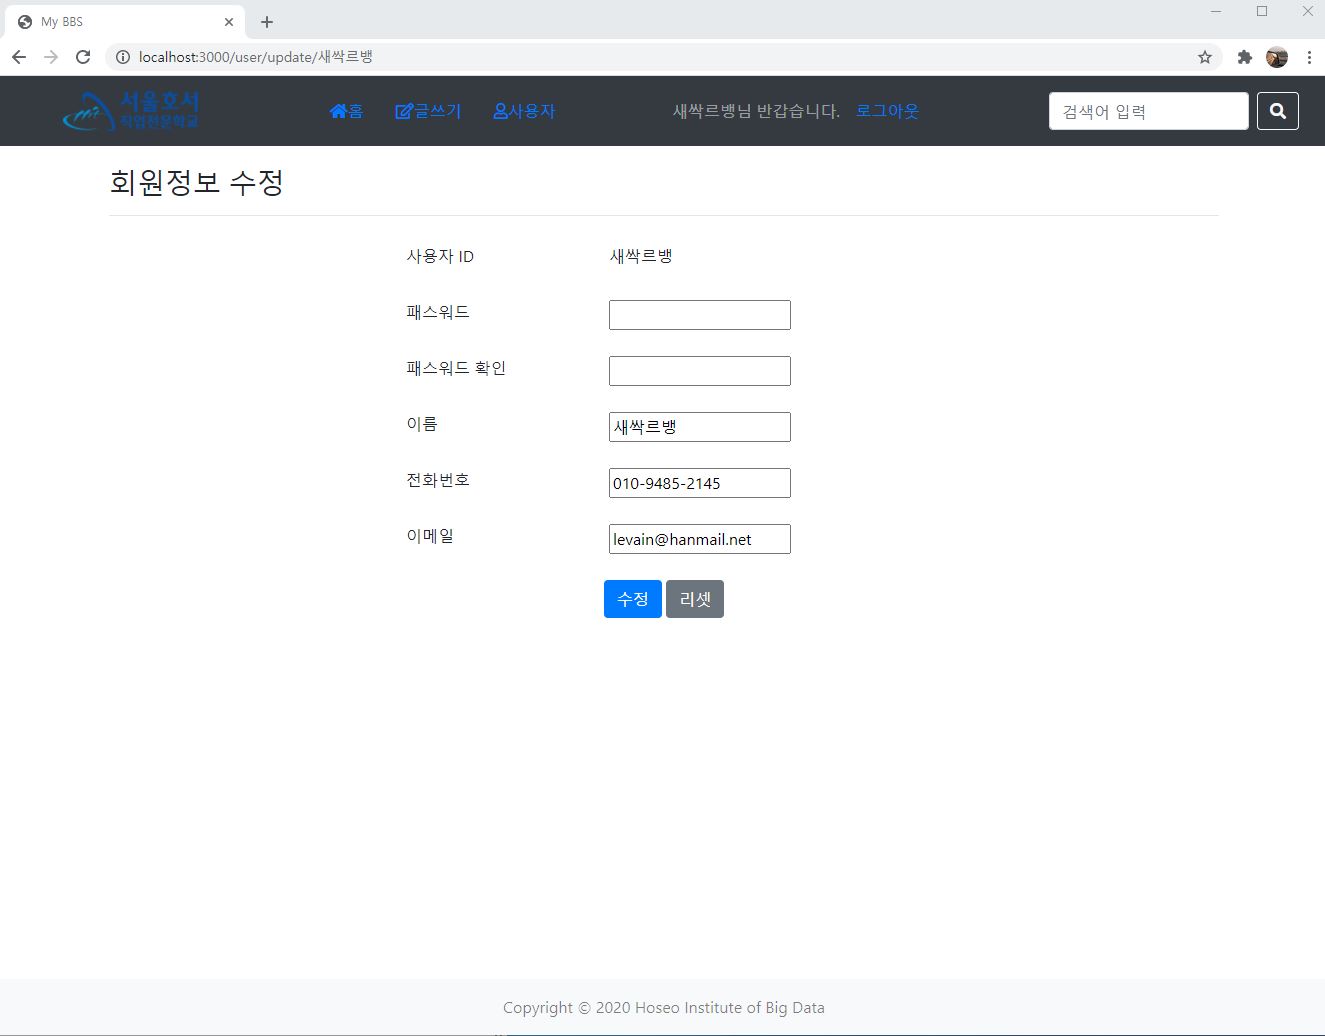 My BBS
localhost:3000/user/update/새싹르뱅
서울호서
직업전문학교
홈 글쓰기 사용자 새싹르뱅님 반갑습니다. 로그아웃 검색어 입력
회원정보 수정
사용자 ID 새싹르뱅
패스워드
패스워드 확인
이름 새싹르뱅
전화번호 010-9485-2145
이메일 levain@hanmail.net
수정 리셋
Copyright © 2020 Hoseo Institute of Big Data